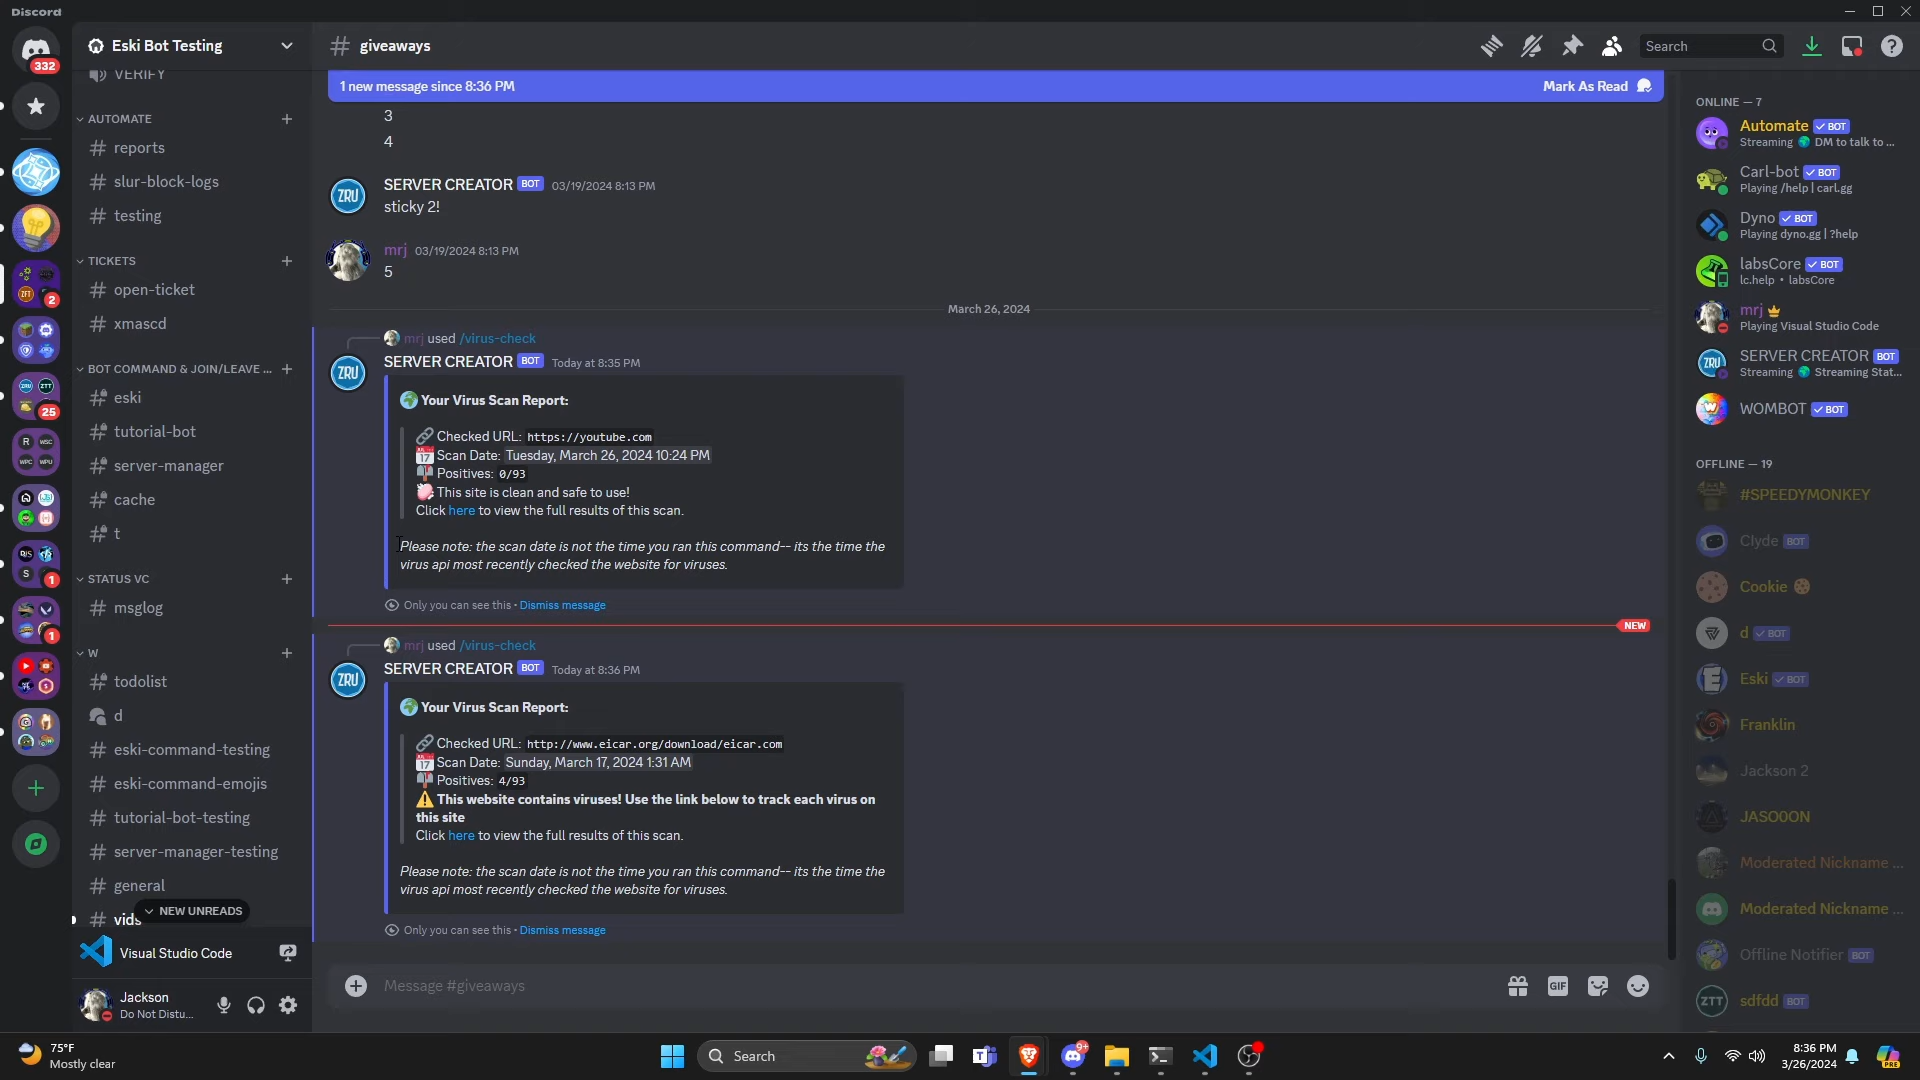 Discord
332
2
25
1
1
Eski Bot Testing
VERIFY
AUTOMATE
# reports
# slur-block-logs
# testing
TICKETS
# open-ticket
# xmascd
BOT COMMAND & JOIN/LEAVE ...
eski
tutorial-bot
server-manager
cache
t
STATUS VC
# msglog
W
# todolist
d
# eski-command-testing
# eski-command-emojis
# tutorial-bot-testing
# server-manager-testing
# general
# vids
NEW UNREADS
Visual Studio Code
Jackson
Do Not Distu...
# giveaways
Search
1 new message since 8:36 PM
Mark As Read
3
4
SERVER CREATOR BOT 03/19/2024 8:13 PM
sticky 2!
mrj 03/19/2024 8:13 PM
5
March 26, 2024
mrj used /virus-check
ZRU
SERVER CREATOR BOT Today at 8:35 PM
Your Virus Scan Report:
Checked URL: https://youtube.com
Scan Date: Tuesday, March 26, 2024 10:24 PM
Positives: 0/93
This site is clean and safe to use!
Click here to view the full results of this scan.
Please note: the scan date is not the time you ran this command-- its the time the
virus api most recently checked the website for viruses.
Only you can see this • Dismiss message
NEW
mrj used /virus-check
ZRU
SERVER CREATOR BOT Today at 8:36 PM
Your Virus Scan Report:
Checked URL: http://www.eicar.org/download/eicar.com
Scan Date: Sunday, March 17, 2024 1:31 AM
Positives: 4/93
This website contains viruses! Use the link below to track each virus on
this site
Click here to view the full results of this scan.
Please note: the scan date is not the time you ran this command-- its the time the
virus api most recently checked the website for viruses.
Only you can see this • Dismiss message
Message #giveaways
GIF
ONLINE — 7
Automate BOT
Streaming DM to talk to ...
Carl-bot BOT
Playing /help | carl.gg
Dyno BOT
Playing dyno.gg | ?help
labsCore BOT
lc.help • labsCore
mrj
Playing Visual Studio Code
SERVER CREATOR BOT
Streaming Streaming Stat...
WOMBOT BOT
OFFLINE — 19
#SPEEDYMONKEY
Clyde BOT
Cookie
d BOT
Eski BOT
Franklin
Jackson 2
JASO0ON
Moderated Nickname ...
Moderated Nickname ...
Offline Notifier BOT
ZTT
sdfdd BOT
75°F
Mostly clear
Search
9+
8:36 PM
3/26/2024
PRE